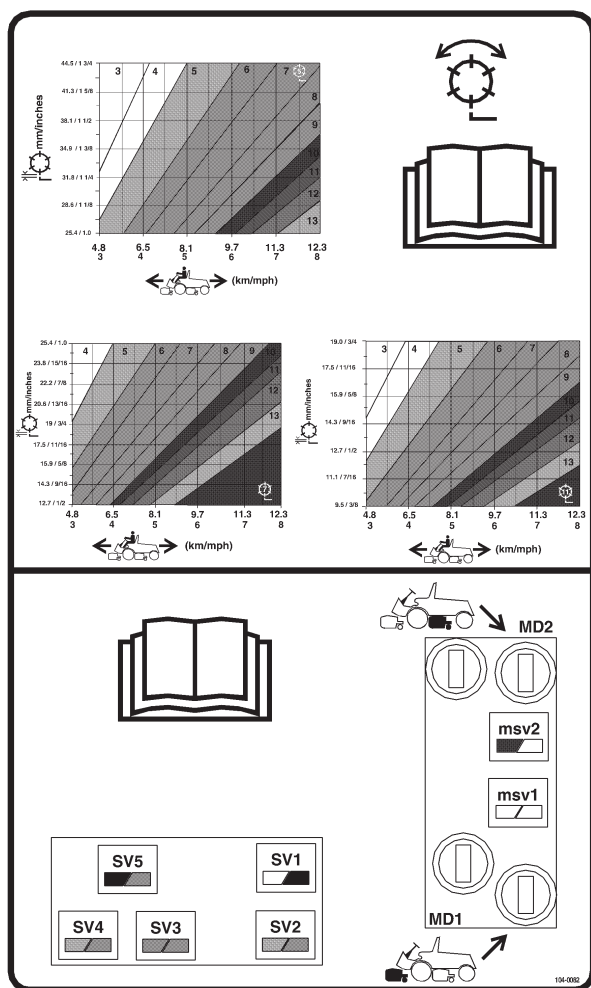 44.5 / 1 3/4
41.3 / 1 5/8
38.1 / 1 1/2
34.9 / 1 3/8
31.8 / 1 1/4
28.6 / 1 1/8
25.4 / 1.0
mm/inches
3 4 5 6 7 5
8
9
10
11
12
13
4.8 6.5 8.1 9.7 11.3 12.3
3 4 5 6 7 8
(km/mph)
25.4 / 1.0
23.8 / 15/16
22.2 / 7/8
20.6 / 13/16
19 / 3/4
17.5 / 11/16
15.9 / 5/8
14.3 / 9/16
12.7 / 1/2
mm/inches
4 5 6 7 8 9 10
11
12
13
7
4.8 6.5 8.1 9.7 11.3 12.3
3 4 5 6 7 8
(km/mph)
19.0 / 3/4
17.5 / 11/16
15.9 / 5/8
14.3 / 9/16
12.7 / 1/2
11.1 / 7/16
9.5 / 3/8
mm/inches
3 4 5 6 7
8
9
10
11
12
13
11
4.8 6.5 8.1 9.7 11.3 12.3
3 4 5 6 7 8
(km/mph)
MD2
msv2
msv1
MD1
SV5 SV1
SV4 SV3 SV2
104-0082